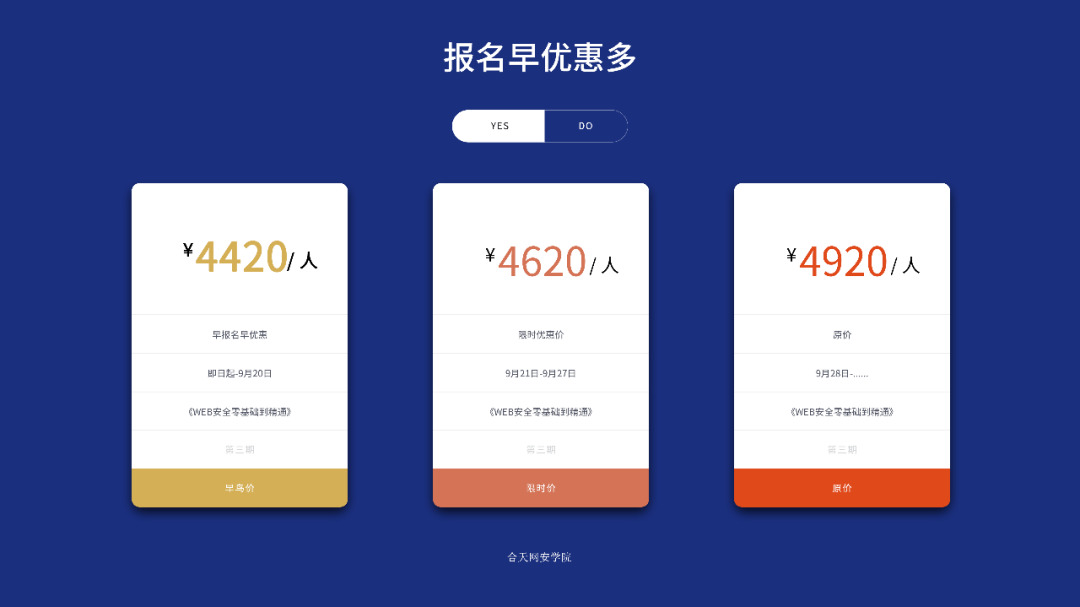 报名早优惠多
YES
DO
¥4420/ 人
早报名早优惠
即日起-9月20日
《WEB安全零基础到精通》
第三期
早鸟价
¥4620/ 人
限时优惠价
9月21日-9月27日
《WEB安全零基础到精通》
第三期
限时价
¥4920/ 人
原价
9月28日-......
《WEB安全零基础到精通》
第三期
原价
合天网安学院